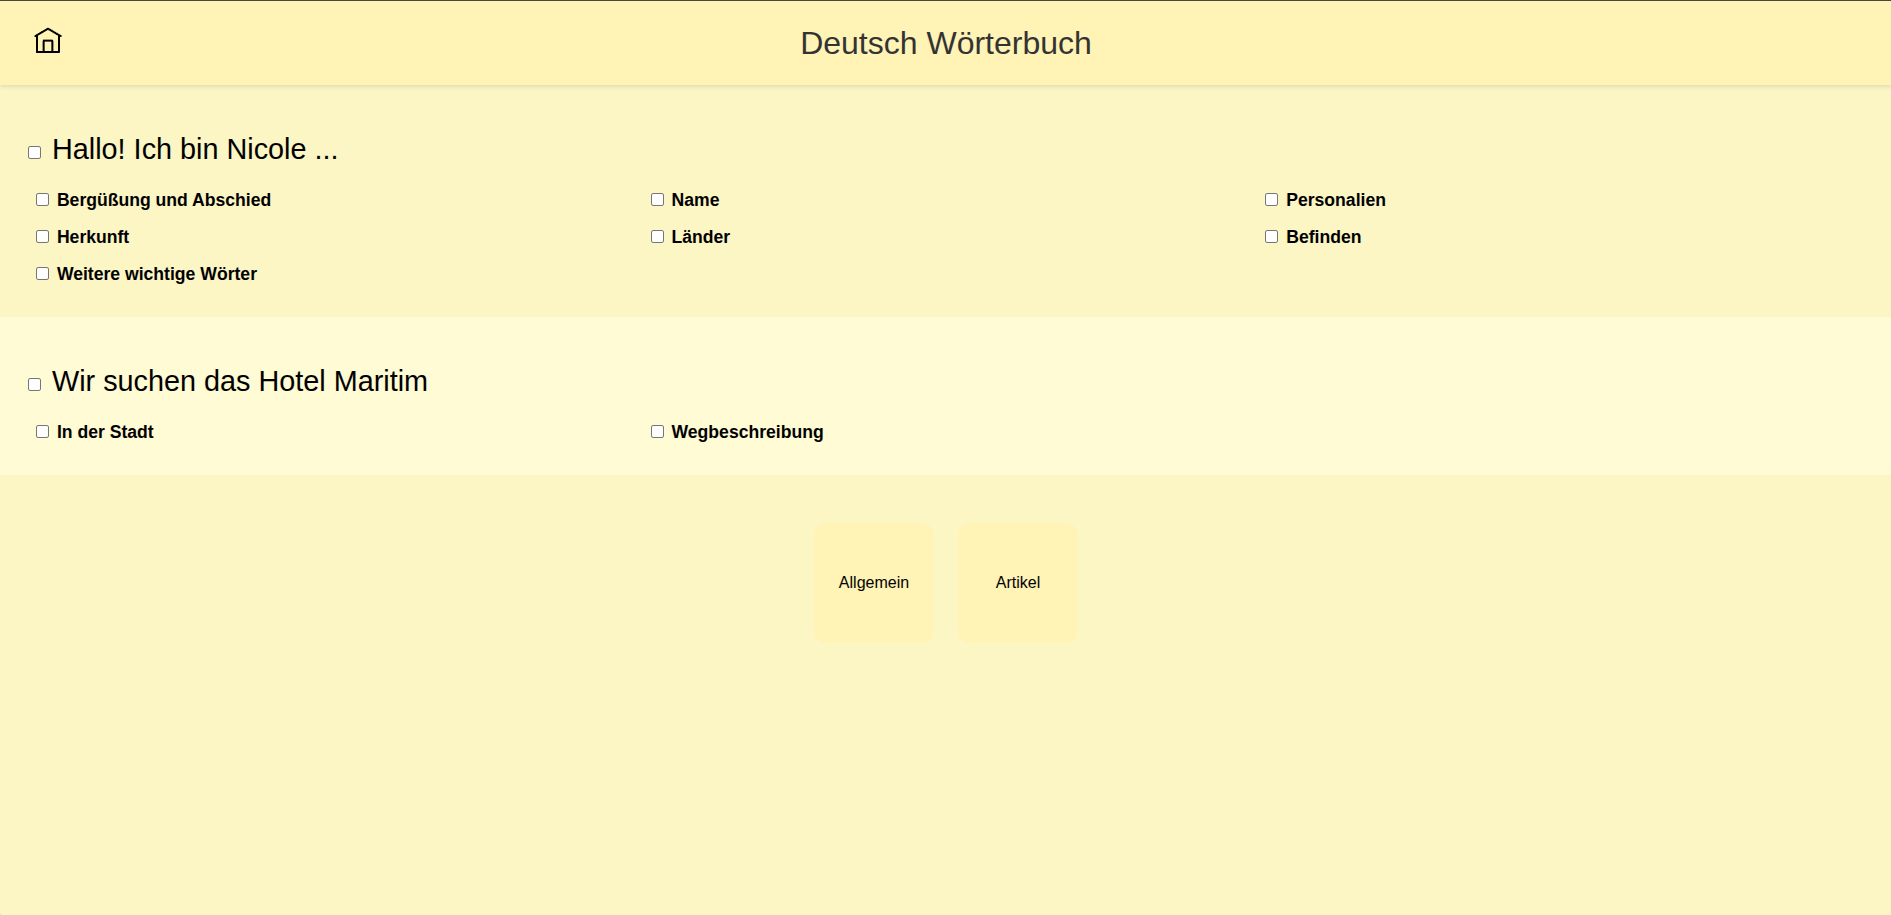 Deutsch Wörterbuch
Hallo! Ich bin Nicole ...
Bergüßung und Abschied
Name
Personalien
Herkunft
Länder
Befinden
Weitere wichtige Wörter
Wir suchen das Hotel Maritim
In der Stadt
Wegbeschreibung
Allgemein
Artikel